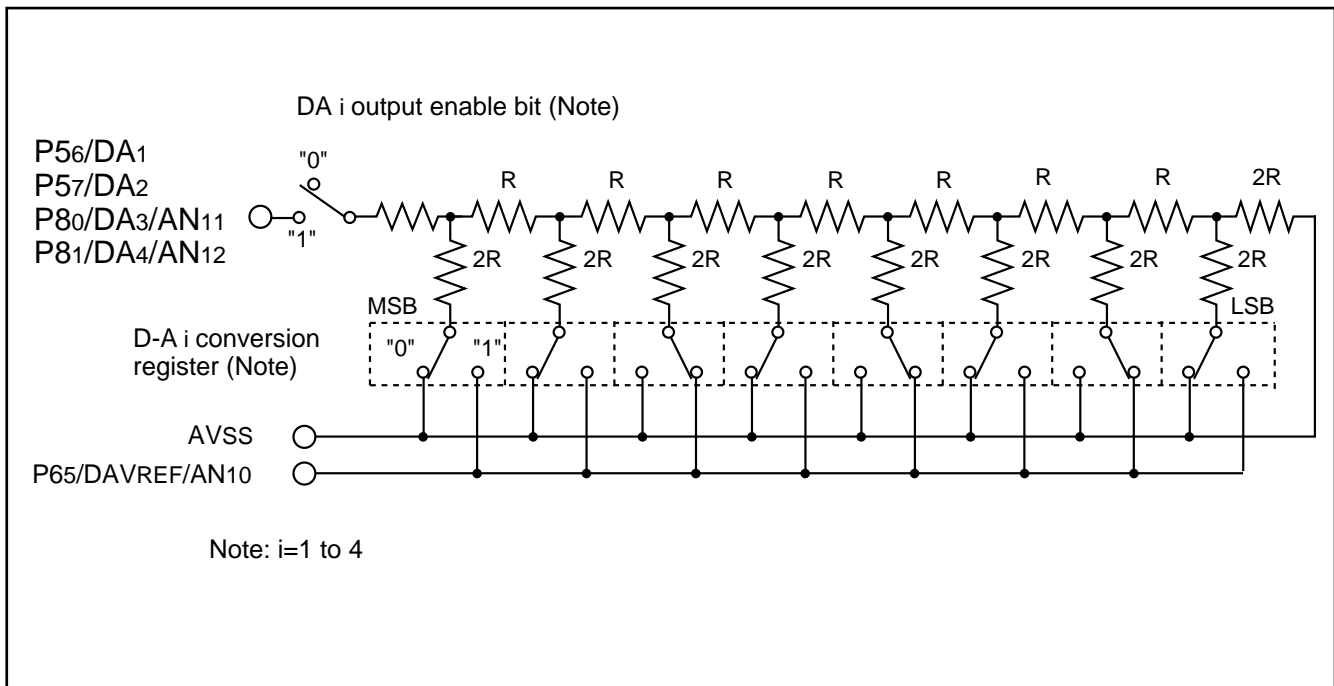 DA i output enable bit (Note)
P56/DA1
P57/DA2
P80/DA3/AN11
P81/DA4/AN12
"0"
"1"
R R R R R R R 2R
2R 2R 2R 2R 2R 2R 2R 2R
MSB
LSB
D-A i conversion
register (Note)
"0" "1"
AVSS
P65/DAVREF/AN10
Note: i=1 to 4